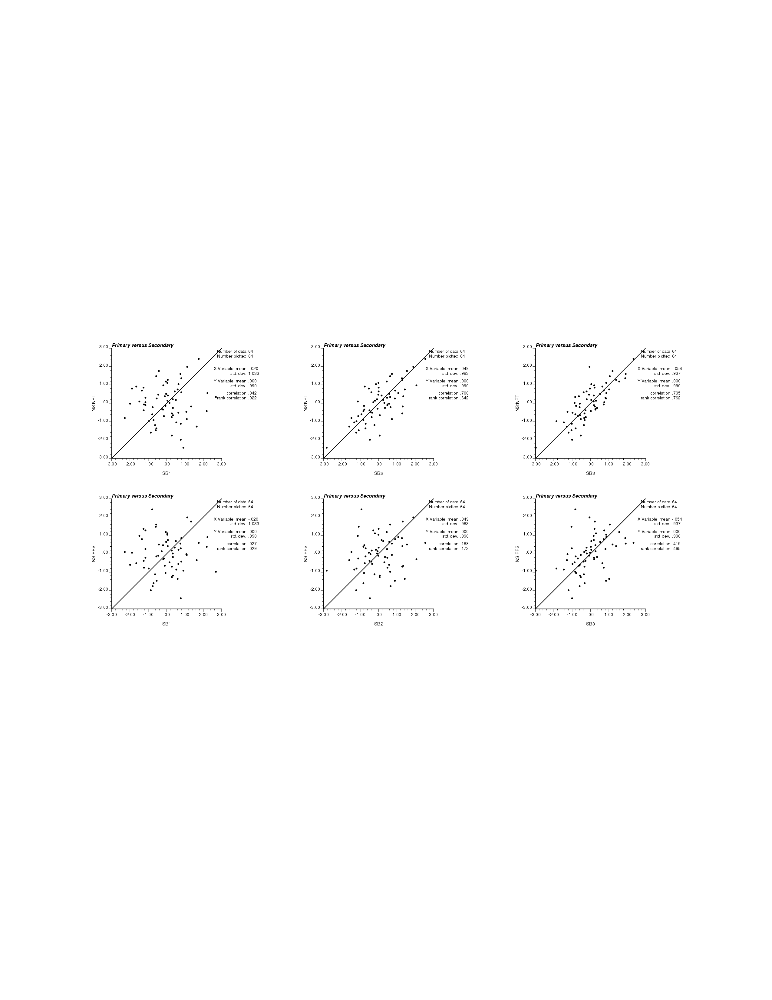 Primary versus Secondary
3.00
2.00
1.00
.00
-1.00
-2.00
-3.00
NS:NPT
-3.00 -2.00 -1.00 .00 1.00 2.00 3.00
SB1
Number of data 64
Number plotted 64
X Variable: mean -.020
std. dev. 1.033
Y Variable: mean .000
std. dev. .990
correlation .042
rank correlation .022
Primary versus Secondary
3.00
2.00
1.00
.00
-1.00
-2.00
-3.00
NS:NPT
-3.00 -2.00 -1.00 .00 1.00 2.00 3.00
SB2
Number of data 64
Number plotted 64
X Variable: mean .049
std. dev. .983
Y Variable: mean .000
std. dev. .990
correlation .700
rank correlation .642
Primary versus Secondary
3.00
2.00
1.00
.00
-1.00
-2.00
-3.00
NS:NPT
-3.00 -2.00 -1.00 .00 1.00 2.00 3.00
SB3
Number of data 64
Number plotted 64
X Variable: mean -.054
std. dev. .937
Y Variable: mean .000
std. dev. .990
correlation .795
rank correlation .762
Primary versus Secondary
3.00
2.00
1.00
.00
-1.00
-2.00
-3.00
NS:PPS
-3.00 -2.00 -1.00 .00 1.00 2.00 3.00
SB1
Number of data 64
Number plotted 64
X Variable: mean -.020
std. dev. 1.033
Y Variable: mean .000
std. dev. .990
correlation .027
rank correlation .029
Primary versus Secondary
3.00
2.00
1.00
.00
-1.00
-2.00
-3.00
NS:PPS
-3.00 -2.00 -1.00 .00 1.00 2.00 3.00
SB2
Number of data 64
Number plotted 64
X Variable: mean .049
std. dev. .983
Y Variable: mean .000
std. dev. .990
correlation .188
rank correlation .173
Primary versus Secondary
3.00
2.00
1.00
.00
-1.00
-2.00
-3.00
NS:PPS
-3.00 -2.00 -1.00 .00 1.00 2.00 3.00
SB3
Number of data 64
Number plotted 64
X Variable: mean -.054
std. dev. .937
Y Variable: mean .000
std. dev. .990
correlation .415
rank correlation .495